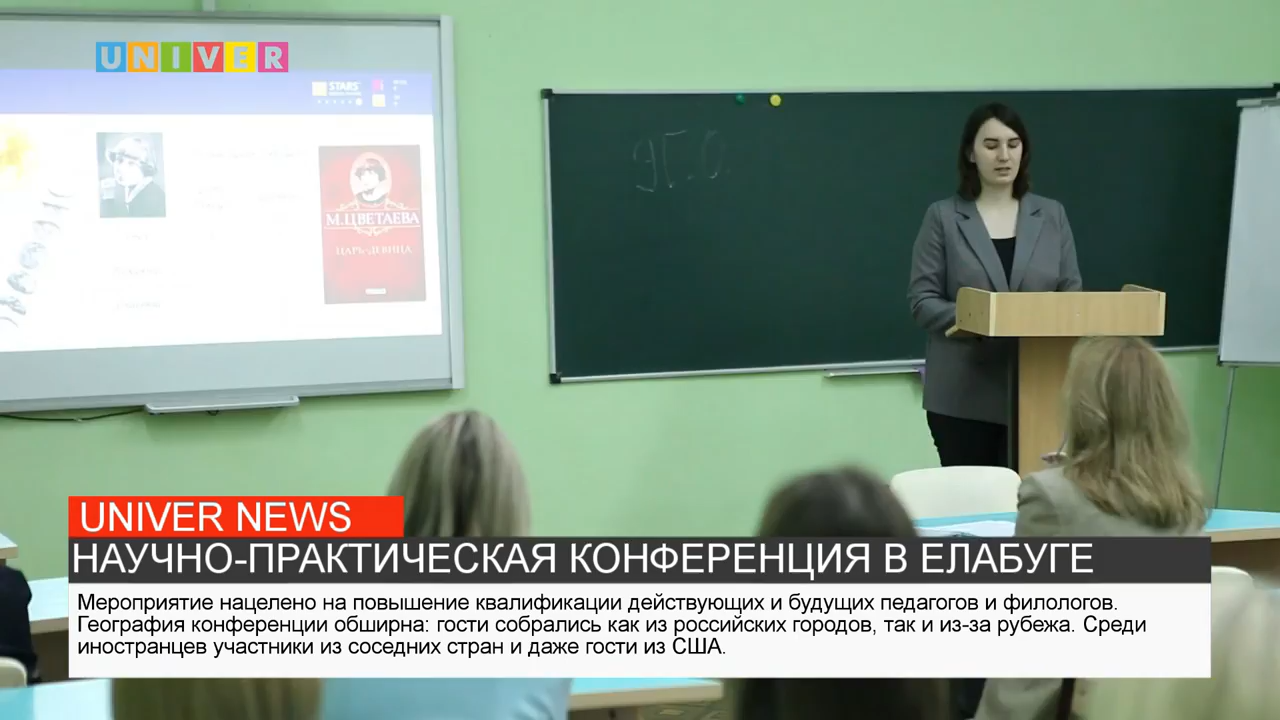 UNIVER
STARS
М.ЦВЕТАЕВА
ЦАРЬ-ДЕВИЦА
UNIVER NEWS
НАУЧНО-ПРАКТИЧЕСКАЯ КОНФЕРЕНЦИЯ В ЕЛАБУГЕ
Мероприятие нацелено на повышение квалификации действующих и будущих педагогов и филологов.
География конференции обширна: гости собрались как из российских городов, так и из-за рубежа. Среди
иностранцев участники из соседних стран и даже гости из США.